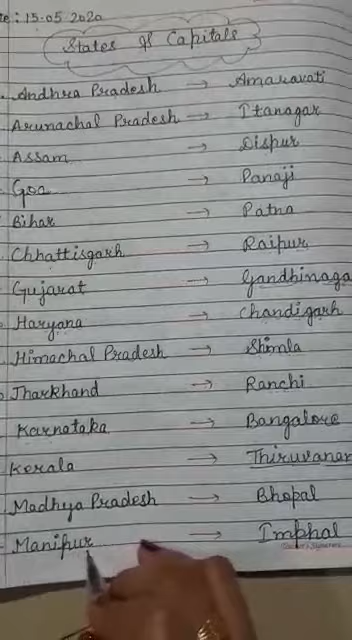 te: 15.05.2020
States of Capitals
Andhra Pradesh → Amaravati
Arunachal Pradesh → Itanagar
Assam → Dispur
Goa → Panaji
Bihar → Patna
Chhattisgarh → Raipur
Gujarat → Gandhinaga
Haryana → Chandigarh
Himachal Pradesh → Shimla
Jharkhand → Ranchi
Karnataka → Bangalore
Kerala → Thiruvanan
Madhya Pradesh → Bhopal
Manipur → Imphal